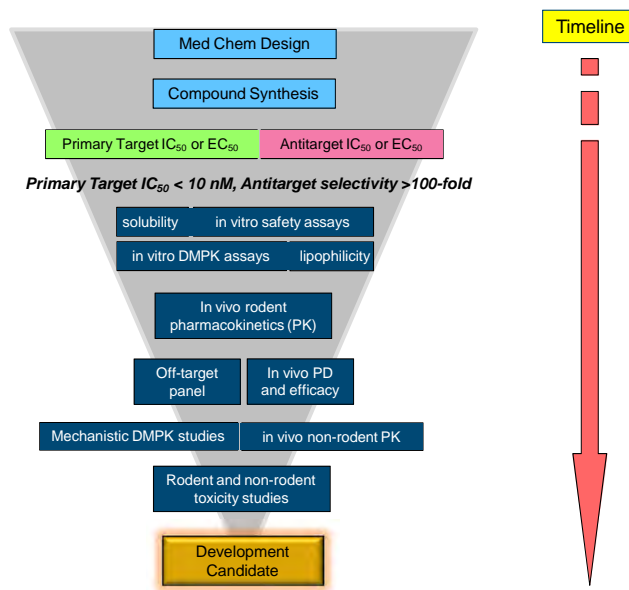 Timeline
Med Chem Design
Compound Synthesis
Primary Target IC₅₀ or EC₅₀
Antitarget IC₅₀ or EC₅₀
Primary Target IC₅₀ < 10 nM, Antitarget selectivity >100-fold
solubility
in vitro safety assays
in vitro DMPK assays
lipophilicity
In vivo rodent
pharmacokinetics (PK)
Off-target
panel
In vivo PD
and efficacy
Mechanistic DMPK studies
in vivo non-rodent PK
Rodent and non-rodent
toxicity studies
Development
Candidate